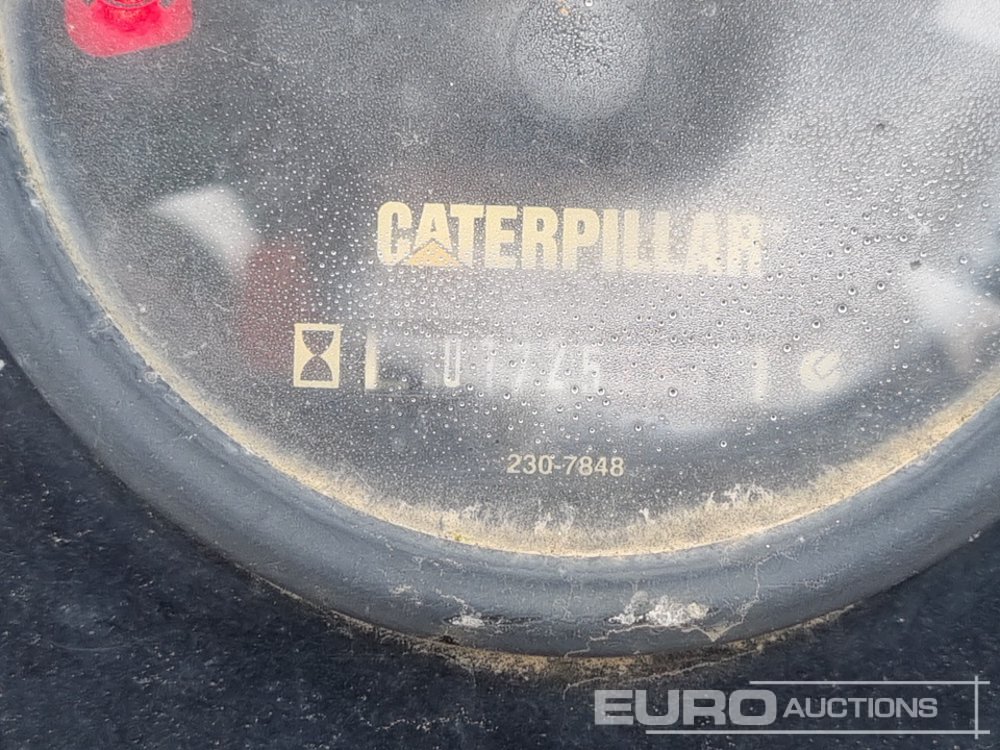 CATERPILLAR
230-7848
EURO AUCTIONS